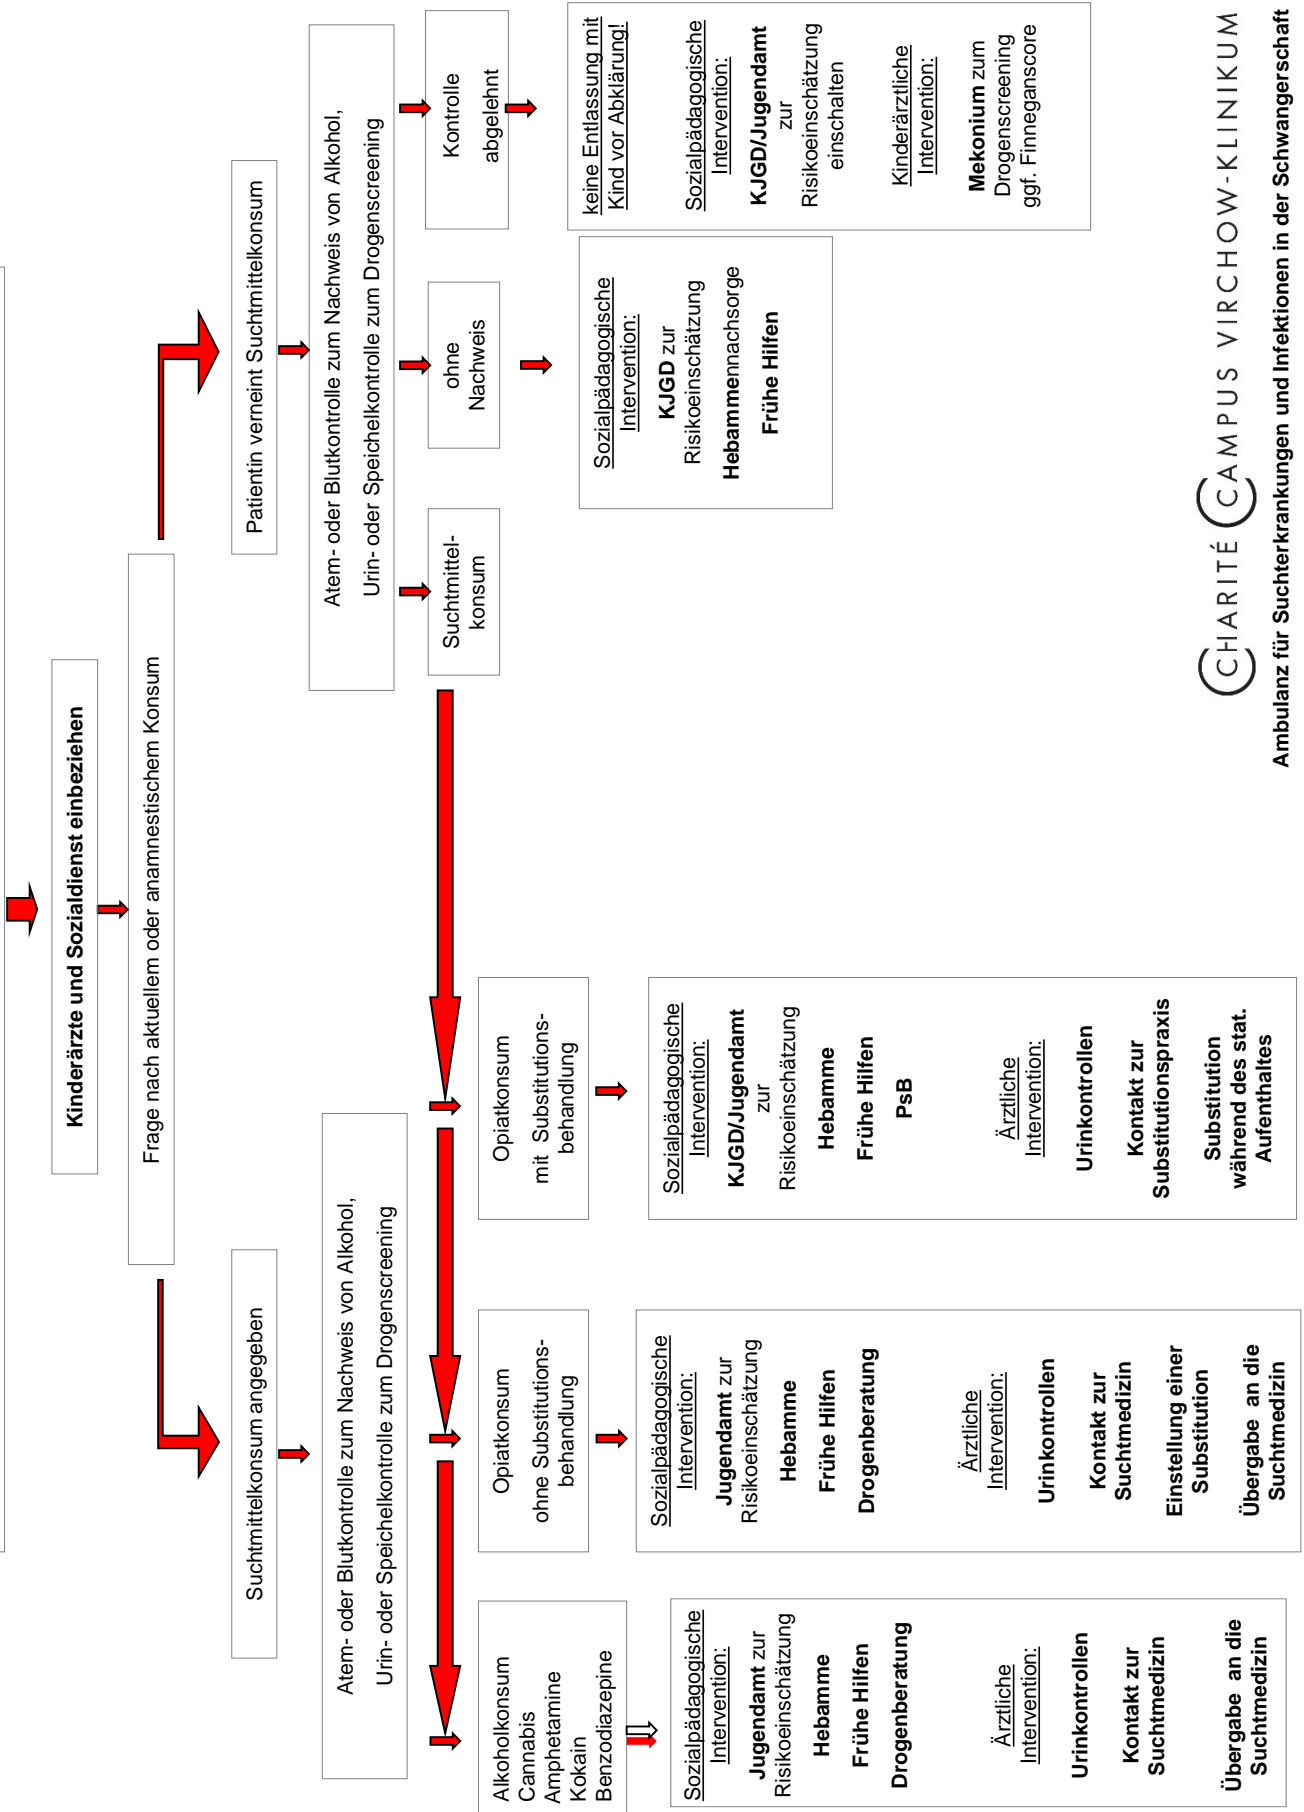 Kinderärzte und Sozialdienst einbeziehen
Frage nach aktuellem oder anamnestischem Konsum
Suchtmittelkonsum angegeben
Atem- oder Blutkontrolle zum Nachweis von Alkohol,
Urin- oder Speichelkontrolle zum Drogenscreening
Patientin verneint Suchtmittelkonsum
Atem- oder Blutkontrolle zum Nachweis von Alkohol,
Urin- oder Speichelkontrolle zum Drogenscreening
Alkoholkonsum
Cannabis
Amphetamine
Kokain
Benzodiazepine
Opiatkonsum
ohne Substitutions-
behandlung
Opiatkonsum
mit Substitutions-
behandlung
Suchtmittel-
konsum
ohne
Nachweis
Kontrolle
abgelehnt
Sozialpädagogische
Intervention:
Jugendamt zur
Risikoeinschätzung
Hebamme
Frühe Hilfen
Drogenberatung
Ärztliche
Intervention:
Urinkontrollen
Kontakt zur
Suchtmedizin
Übergabe an die
Suchtmedizin
Sozialpädagogische
Intervention:
Jugendamt zur
Risikoeinschätzung
Hebamme
Frühe Hilfen
Drogenberatung
Ärztliche
Intervention:
Urinkontrollen
Kontakt zur
Suchtmedizin
Einstellung einer
Substitution
Übergabe an die
Suchtmedizin
Sozialpädagogische
Intervention:
KJGD/Jugendamt
zur
Risikoeinschätzung
Hebamme
Frühe Hilfen
PsB
Ärztliche
Intervention:
Urinkontrollen
Kontakt zur
Substitutionspraxis
Substitution
während des stat.
Aufenthaltes
Sozialpädagogische
Intervention:
KJGD zur
Risikoeinschätzung
Hebammennachsorge
Frühe Hilfen
keine Entlassung mit
Kind vor Abklärung!
Sozialpädagogische
Intervention:
KJGD/Jugendamt
zur
Risikoeinschätzung
einschalten
Kinderärztliche
Intervention:
Mekonium zum
Drogenscreening
ggf. Finneganscore
CHARITÉ CAMPUS VIRCHOW-KLINIKUM
Ambulanz für Suchterkrankungen und Infektionen in der Schwangerschaft